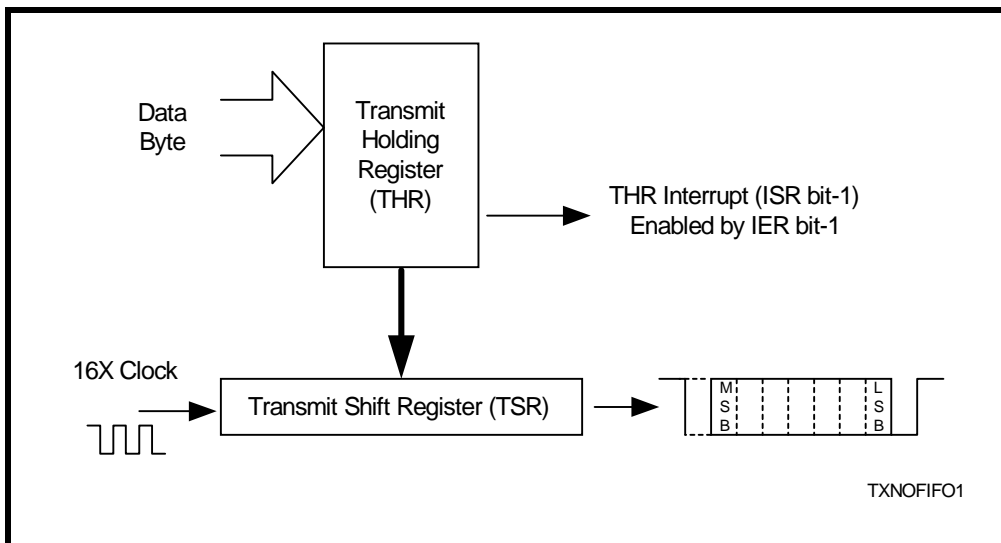 Data
Byte
Transmit
Holding
Register
(THR)
THR Interrupt (ISR bit-1)
Enabled by IER bit-1
16X Clock
Transmit Shift Register (TSR)
M
S
B
L
S
B
TXNOFIFO1